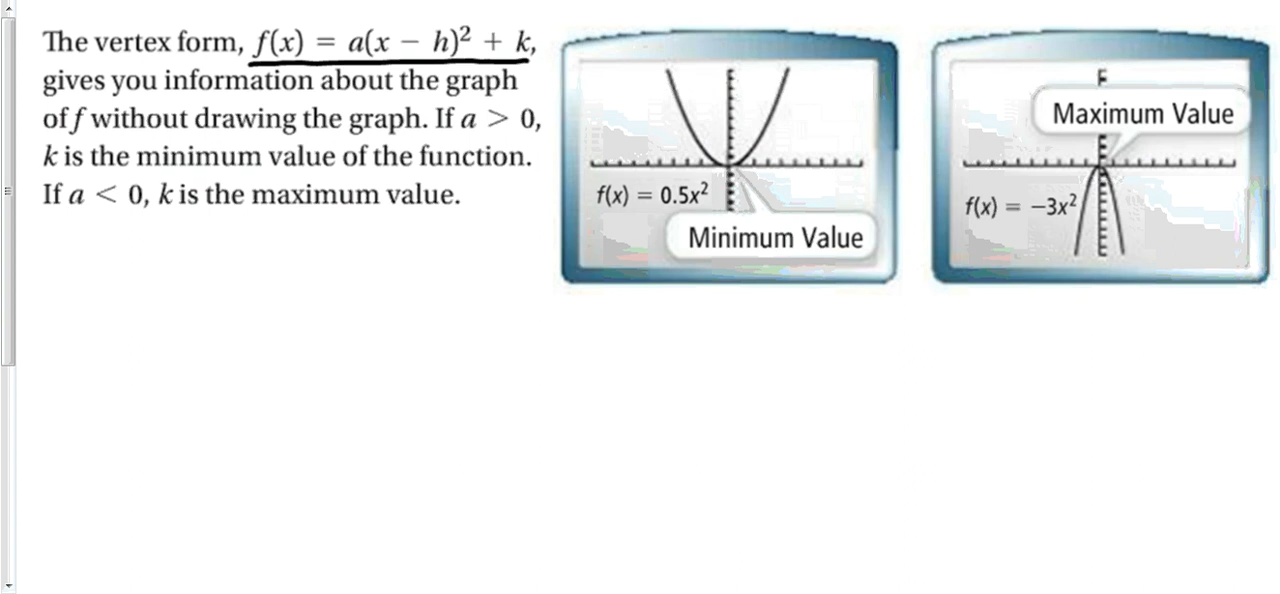 The vertex form, f(x) = a(x − h)² + k,
gives you information about the graph
of f without drawing the graph. If a > 0,
k is the minimum value of the function.
If a < 0, k is the maximum value.
f(x) = 0.5x²
Minimum Value
Maximum Value
f(x) = −3x²